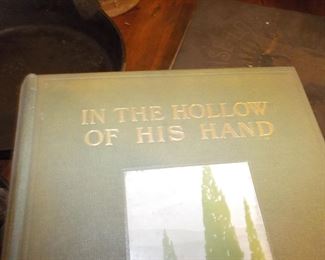 IN THE HOLLOW
OF HIS HAND